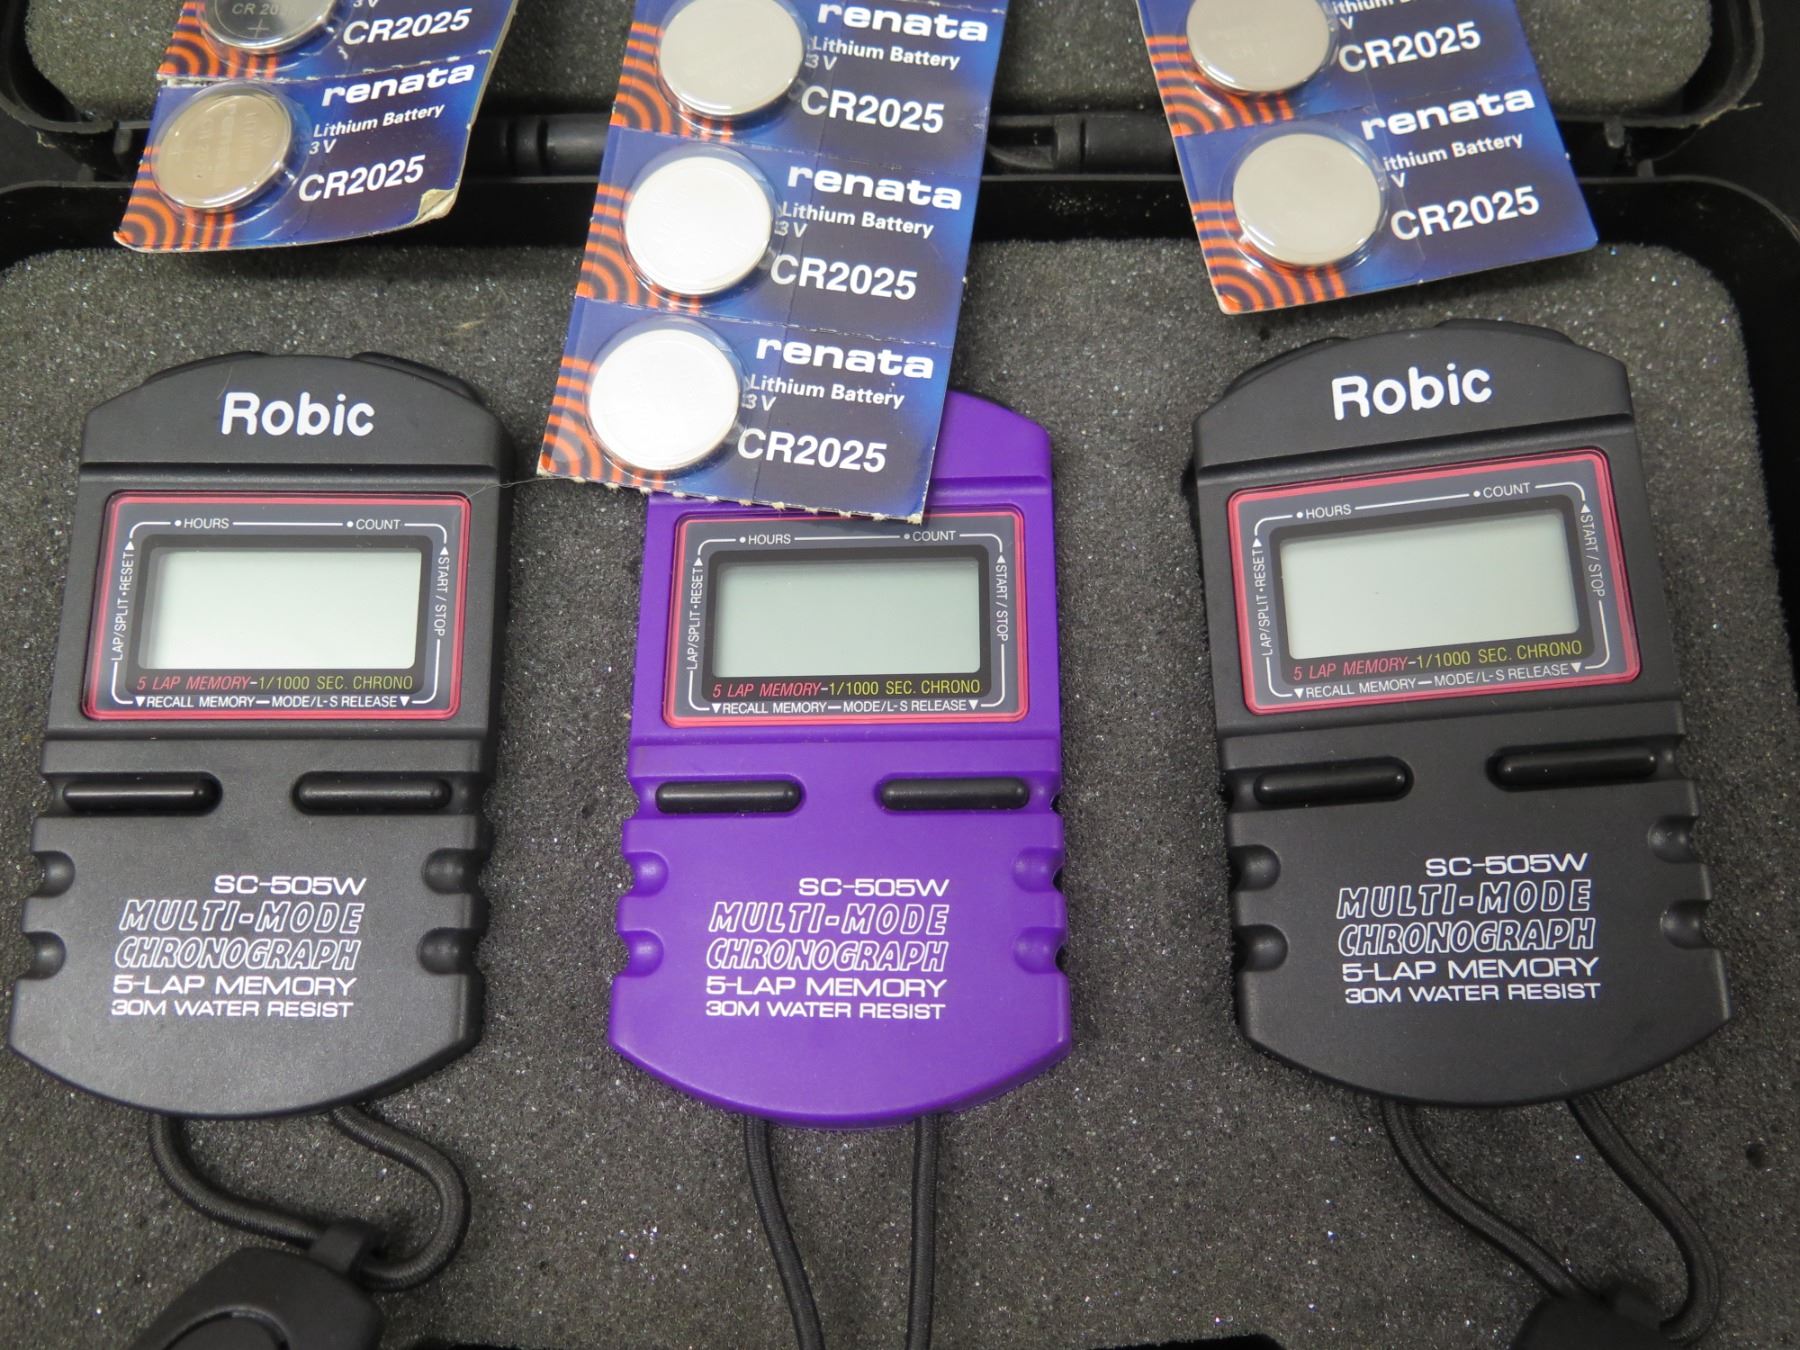 3V
CR2025
renata
Lithium Battery
3V
CR2025
renata
Lithium Battery
3V
CR2025
renata
Lithium Battery
3V
CR2025
renata
Lithium Battery
3V
CR2025
Lithium
CR2025
renata
Lithium Battery
V
CR2025
Robic
HOURS COUNT
LAP/SPLIT•RESET
START / STOP
5 LAP MEMORY-1/1000 SEC. CHRONO
RECALL MEMORY—MODE/L-S RELEASE
SC-505W
MULTI-MODE
CHRONOGRAPH
5-LAP MEMORY
30M WATER RESIST
HOURS COUNT
LAP/SPLIT•RESET
START / STOP
5 LAP MEMORY-1/1000 SEC. CHRONO
RECALL MEMORY—MODE/L-S RELEASE
SC-505W
MULTI-MODE
CHRONOGRAPH
5-LAP MEMORY
30M WATER RESIST
Robic
HOURS COUNT
LAP/SPLIT•RESET
START / STOP
5 LAP MEMORY-1/1000 SEC. CHRONO
RECALL MEMORY—MODE/L-S RELEASE
SC-505W
MULTI-MODE
CHRONOGRAPH
5-LAP MEMORY
30M WATER RESIST